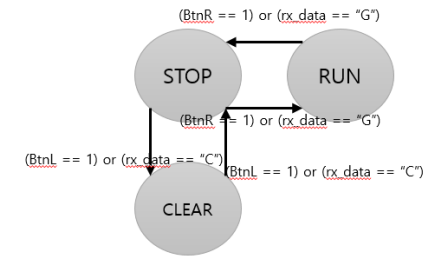 (BtnR == 1) or (rx_data == “G”)
STOP
RUN
(BtnR == 1) or (rx_data == “G”)
(BtnL == 1) or (rx_data == “C”)
(BtnL == 1) or (rx_data == “C”)
CLEAR